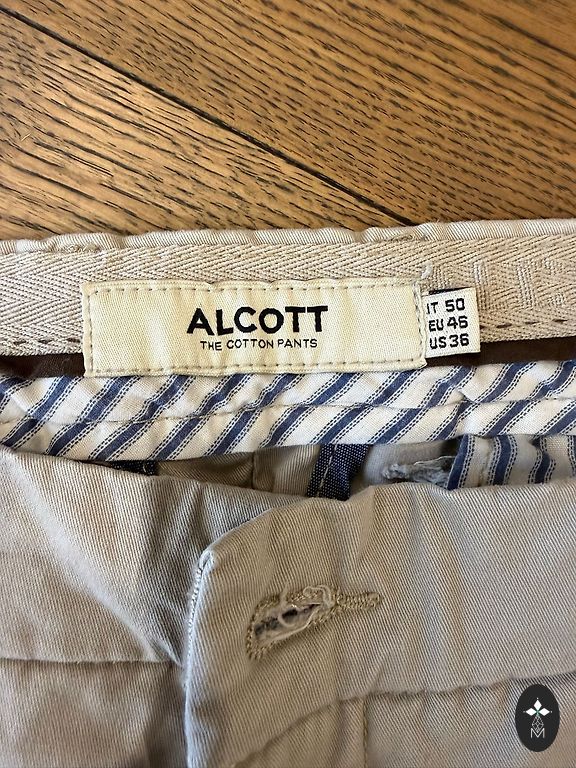 ALCOTT
THE COTTON PANTS
IT 50
EU 46
US 36
M